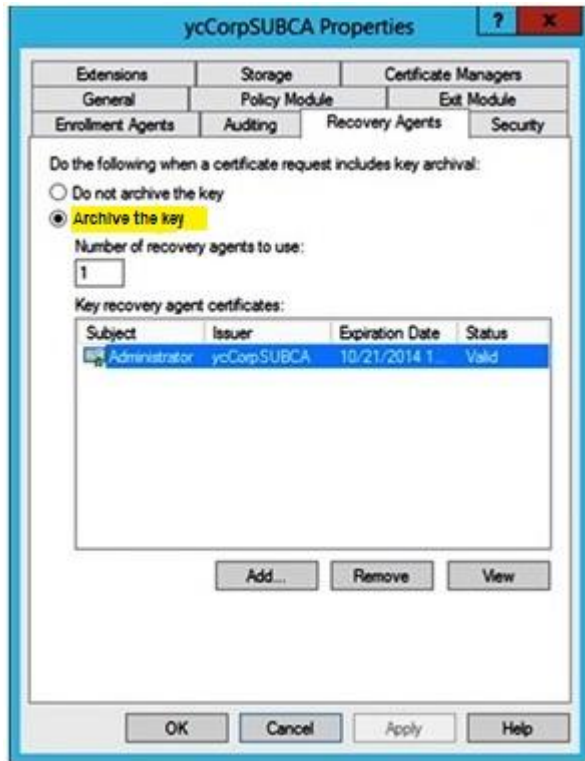 ycCorpSUBCA Properties
? x
Extensions Storage Certificate Managers
General Policy Module Exit Module
Enrollment Agents Auditing Recovery Agents Security
Do the following when a certificate request includes key archival:
Do not archive the key
Archive the key
Number of recovery agents to use:
1
Key recovery agent certificates:
Subject Issuer Expiration Date Status
Administrator ycCorpSUBCA 10/21/2014 1... Valid
Add... Remove View
OK Cancel Apply Help